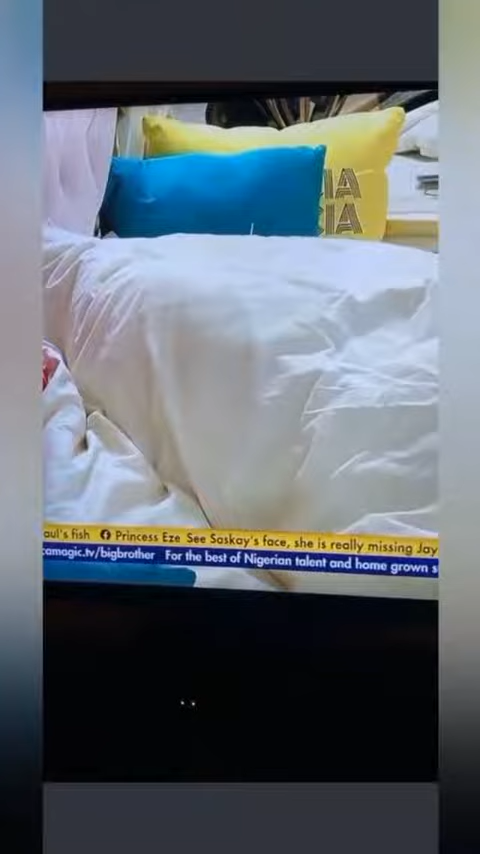 IA
IA
aul's fish Princess Eze See Saskay's face, she is really missing Jay
camagic.tv/bigbrother For the best of Nigerian talent and home grown s